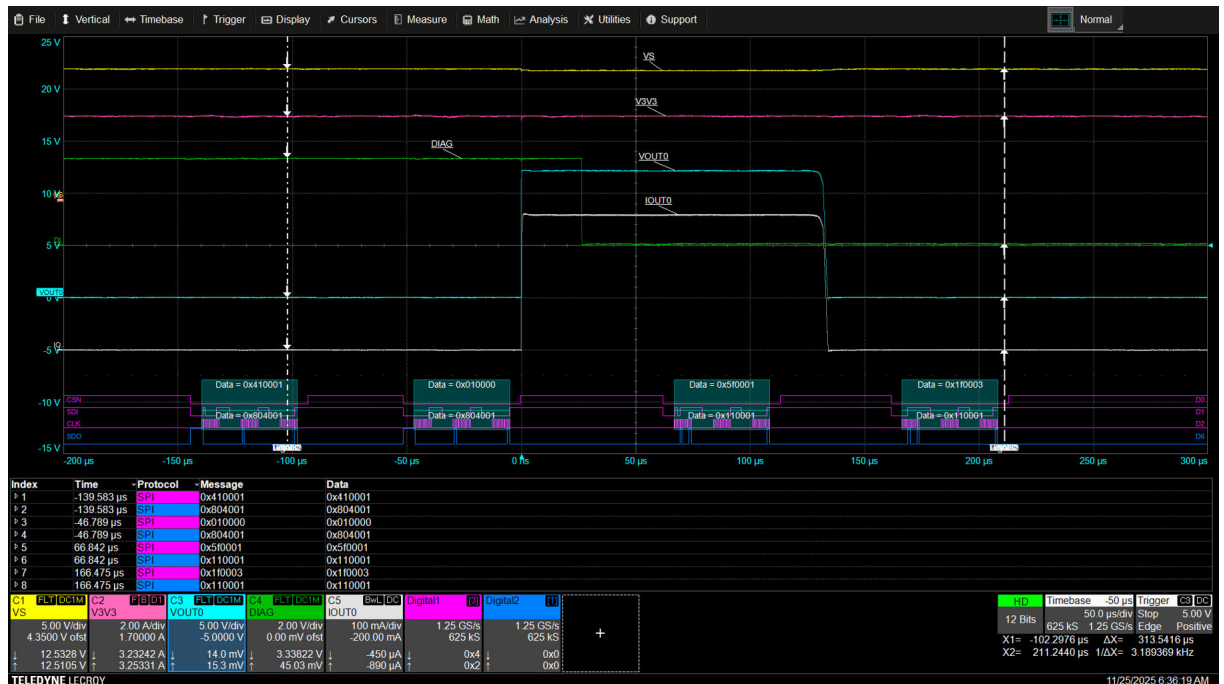 File Vertical Timebase Trigger Display Cursors Measure Math Analysis Utilities Support Normal
25 V
VS
20 V
V3V3
15 V
DIAG
VOUT0
10 V
IOUT0
5 V
VOUT0
0 V
-5 V
Data = 0x410001 Data = 0x010000 Data = 0x5f0001 Data = 0x1f0003
-10 V CSN D0
SDI Data = 0x804001 Data = 0x804001 Data = 0x110001 Data = 0x110001 D1
CLK D2
SDO D6
-15 V
-200 µs -150 µs -100 µs -50 µs 0 ns 50 µs 100 µs 150 µs 200 µs 250 µs 300 µs
Index Time Protocol Message Data
1 -139.583 µs SPI 0x410001 0x410001
2 -139.583 µs SPI 0x804001 0x804001
3 -46.789 µs SPI 0x010000 0x010000
4 -46.789 µs SPI 0x804001 0x804001
5 66.842 µs SPI 0x5f0001 0x5f0001
6 66.842 µs SPI 0x110001 0x110001
7 166.475 µs SPI 0x1f0003 0x1f0003
8 166.475 µs SPI 0x110001 0x110001
C1 FLT DC1M C2 F B D1 C3 FLT DC1M C4 FLT DC1M C5 BwL DC Digital1 [3] Digital2 [1] HD Timebase -50 µs Trigger C3 DC
VS V3V3 VOUT0 DIAG IOUT0
5.00 V/div 2.00 A/div 5.00 V/div 2.00 V/div 100 mA/div 1.25 GS/s 1.25 GS/s 12 Bits 50.0 µs/div Stop 5.00 V
4.3500 V ofst 1.70000 A -5.0000 V 0.00 mV ofst -200.00 mA 625 kS 625 kS 625 kS 1.25 GS/s Edge Positive
↓ 12.5328 V ↓ 3.23242 A ↓ 14.0 mV ↓ 3.33822 V ↓ -450 µA ↓ 0x4 ↓ 0x0 X1= -102.2976 µs ΔX= 313.5416 µs
↑ 12.5105 V ↑ 3.25331 A ↑ 15.3 mV ↑ 45.03 mV ↑ -890 µA ↑ 0x2 ↑ 0x0 X2= 211.2440 µs 1/ΔX= 3.189369 kHz
TELEDYNE LECROY 11/25/2025 6:36:19 AM